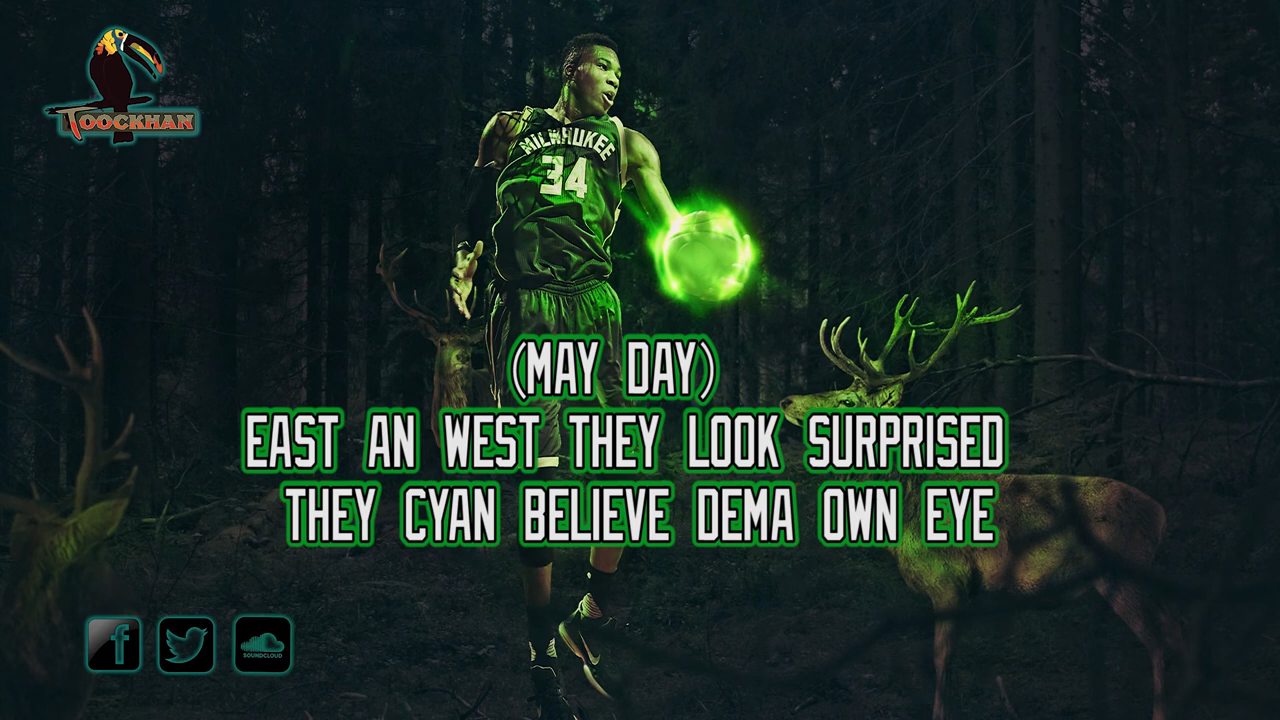 TOOCKHAN
MILWAUKEE
34
(MAY DAY)
EAST AN WEST THEY LOOK SURPRISED
THEY CYAN BELIEVE DEMA OWN EYE
f
SOUNDCLOUD